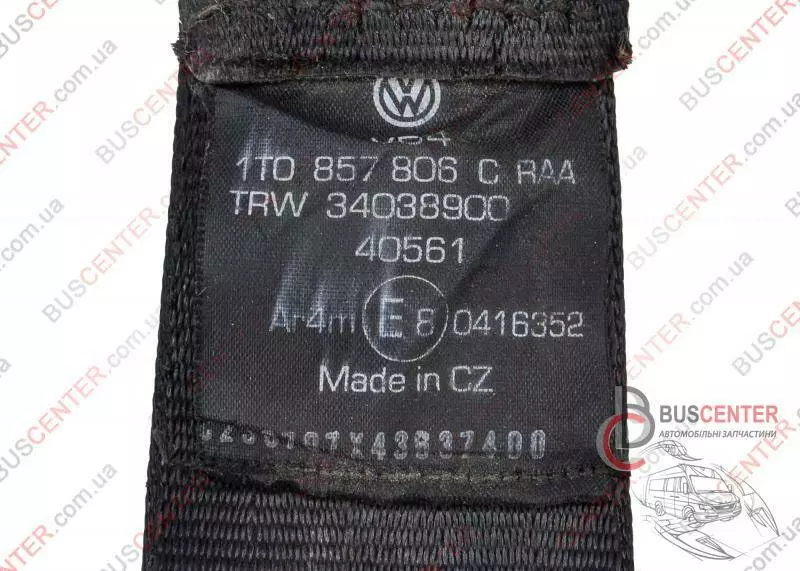 1T0 857 806 C RAA
TRW 34038900
40561
Ar4m E 8 0416352
Made in CZ
BUSCENTER
АВТОМОБІЛЬНІ ЗАПЧАСТИНИ
BUSCENTER.com.ua